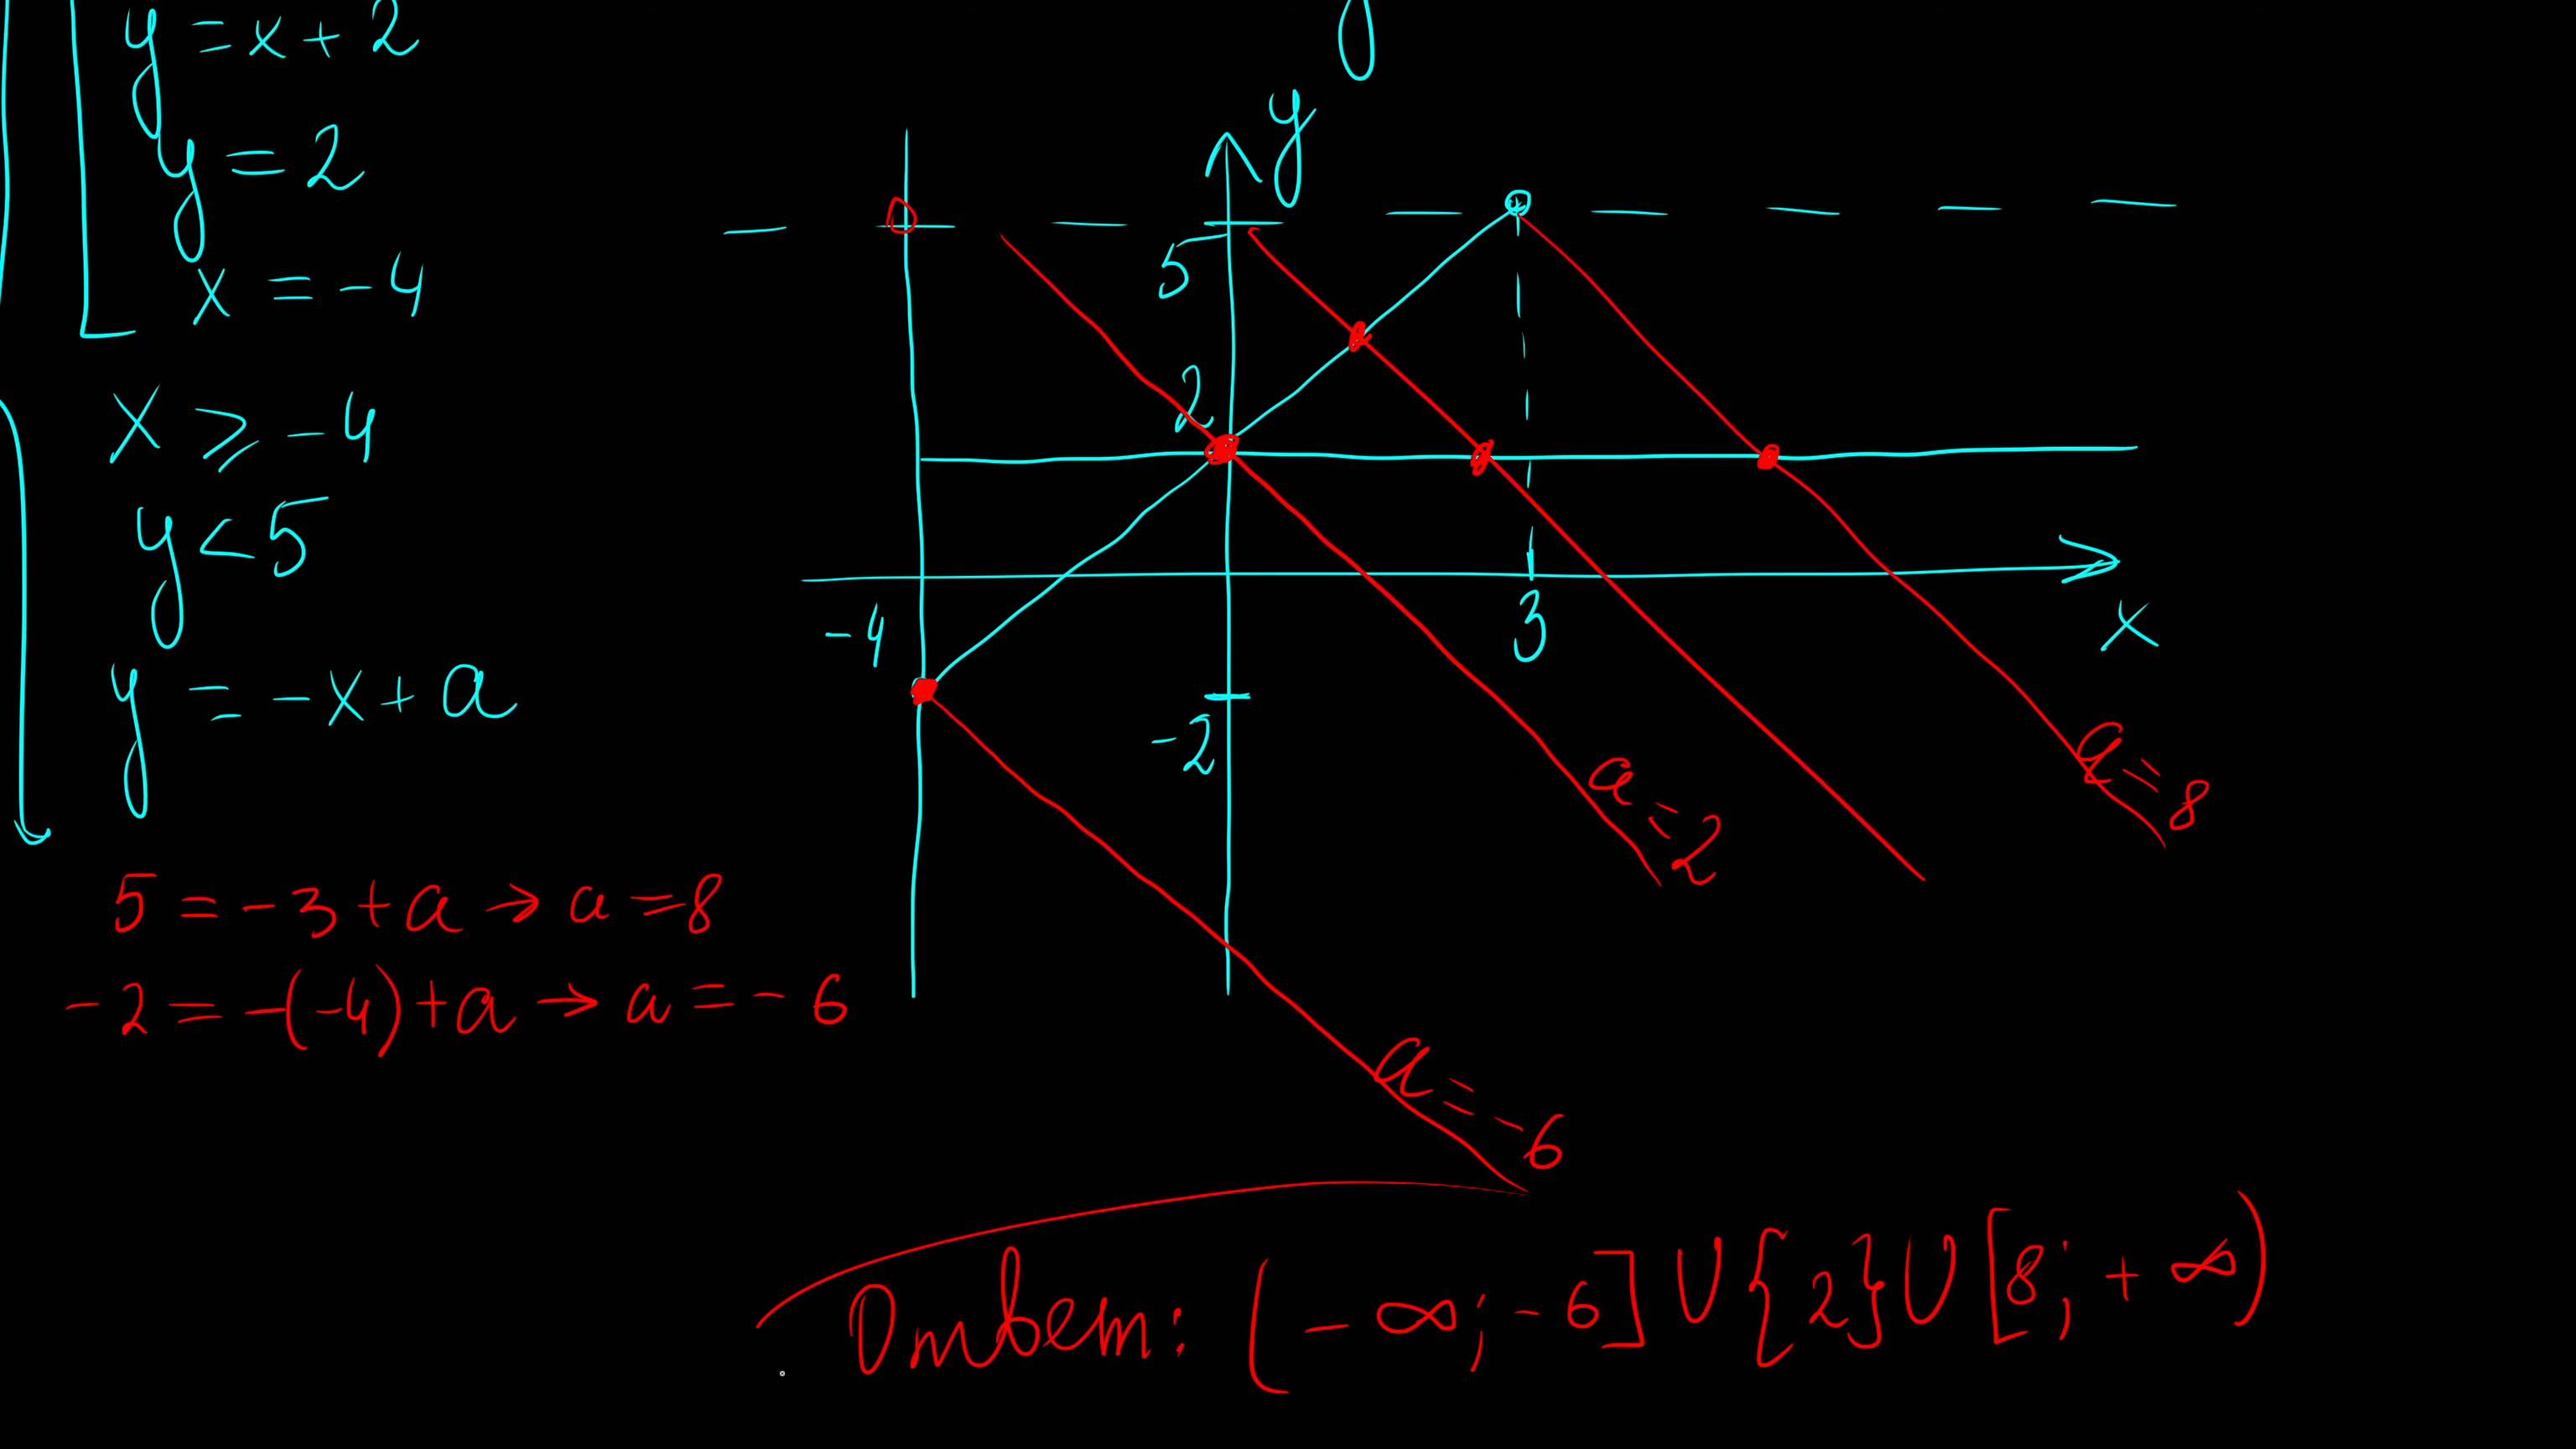 y = x + 2
y = 2
x = -4
x ⩾ -4
y < 5
y = -x + a
5 = -3 + a → a = 8
-2 = -(-4) + a → a = -6
y
5
2
-4
3
x
-2
a = 2
a = 8
a = -6
Ответ: (-∞; -6] ∪ {2} ∪ [8; +∞)